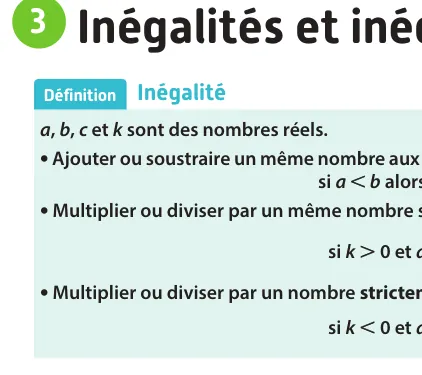 3 Inégalités et
Définition Inégalité
a, b, c et k sont des nombres réels.
• Ajouter ou soustraire un même nombre aux
si a < b alors
• Multiplier ou diviser par un même nombre
si k > 0 et
• Multiplier ou diviser par un nombre
si k < 0 et